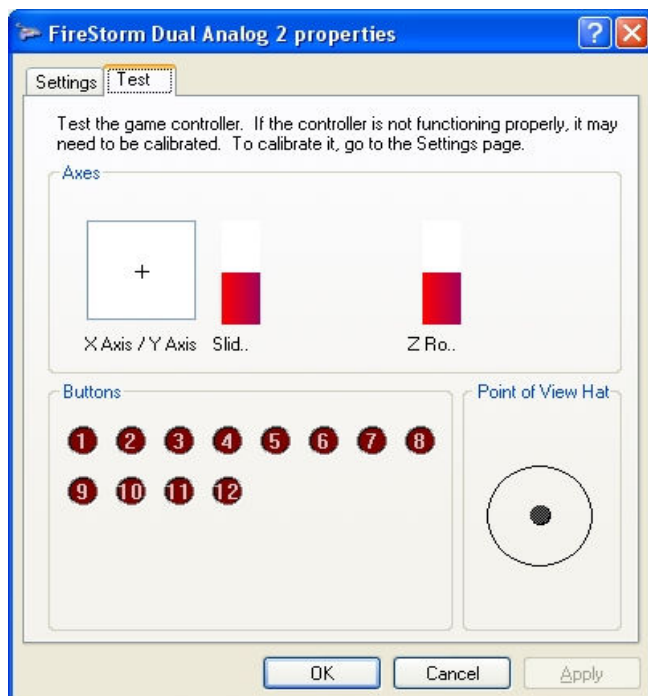 FireStorm Dual Analog 2 properties
Settings
Test
Test the game controller. If the controller is not functioning properly, it may
need to be calibrated. To calibrate it, go to the Settings page.
Axes
X Axis / Y Axis
Slid..
Z Ro..
Buttons
1 2 3 4 5 6 7 8
9 10 11 12
Point of View Hat
OK
Cancel
Apply